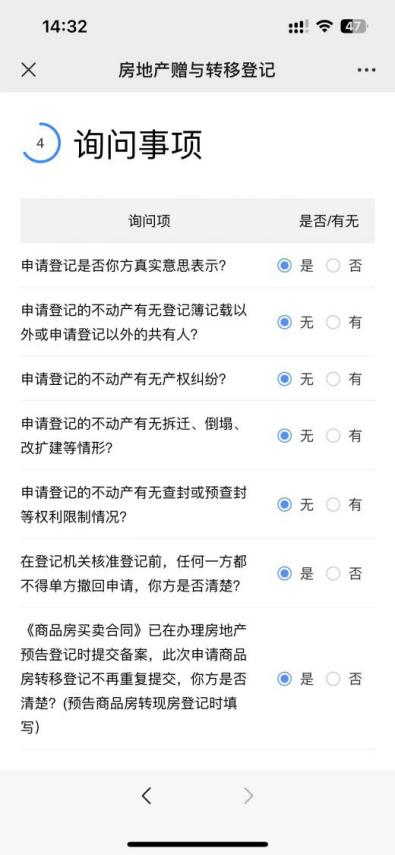 14:32
47
房地产赠与转移登记
4
询问事项
询问项 是否/有无
申请登记是否你方真实意思表示? 是 否
申请登记的不动产有无登记簿记载以 无 有
外或申请登记以外的共有人?
申请登记的不动产有无产权纠纷? 无 有
申请登记的不动产有无拆迁、倒塌、 无 有
改扩建等情形?
申请登记的不动产有无查封或预查封 无 有
等权利限制情况?
在登记机关核准登记前，任何一方都 是 否
不得单方撤回申请，你方是否清楚?
《商品房买卖合同》已在办理房地产
预告登记时提交备案，此次申请商品
房转移登记不再重复提交，你方是否 是 否
清楚? (预告商品房转现房登记时填
写)